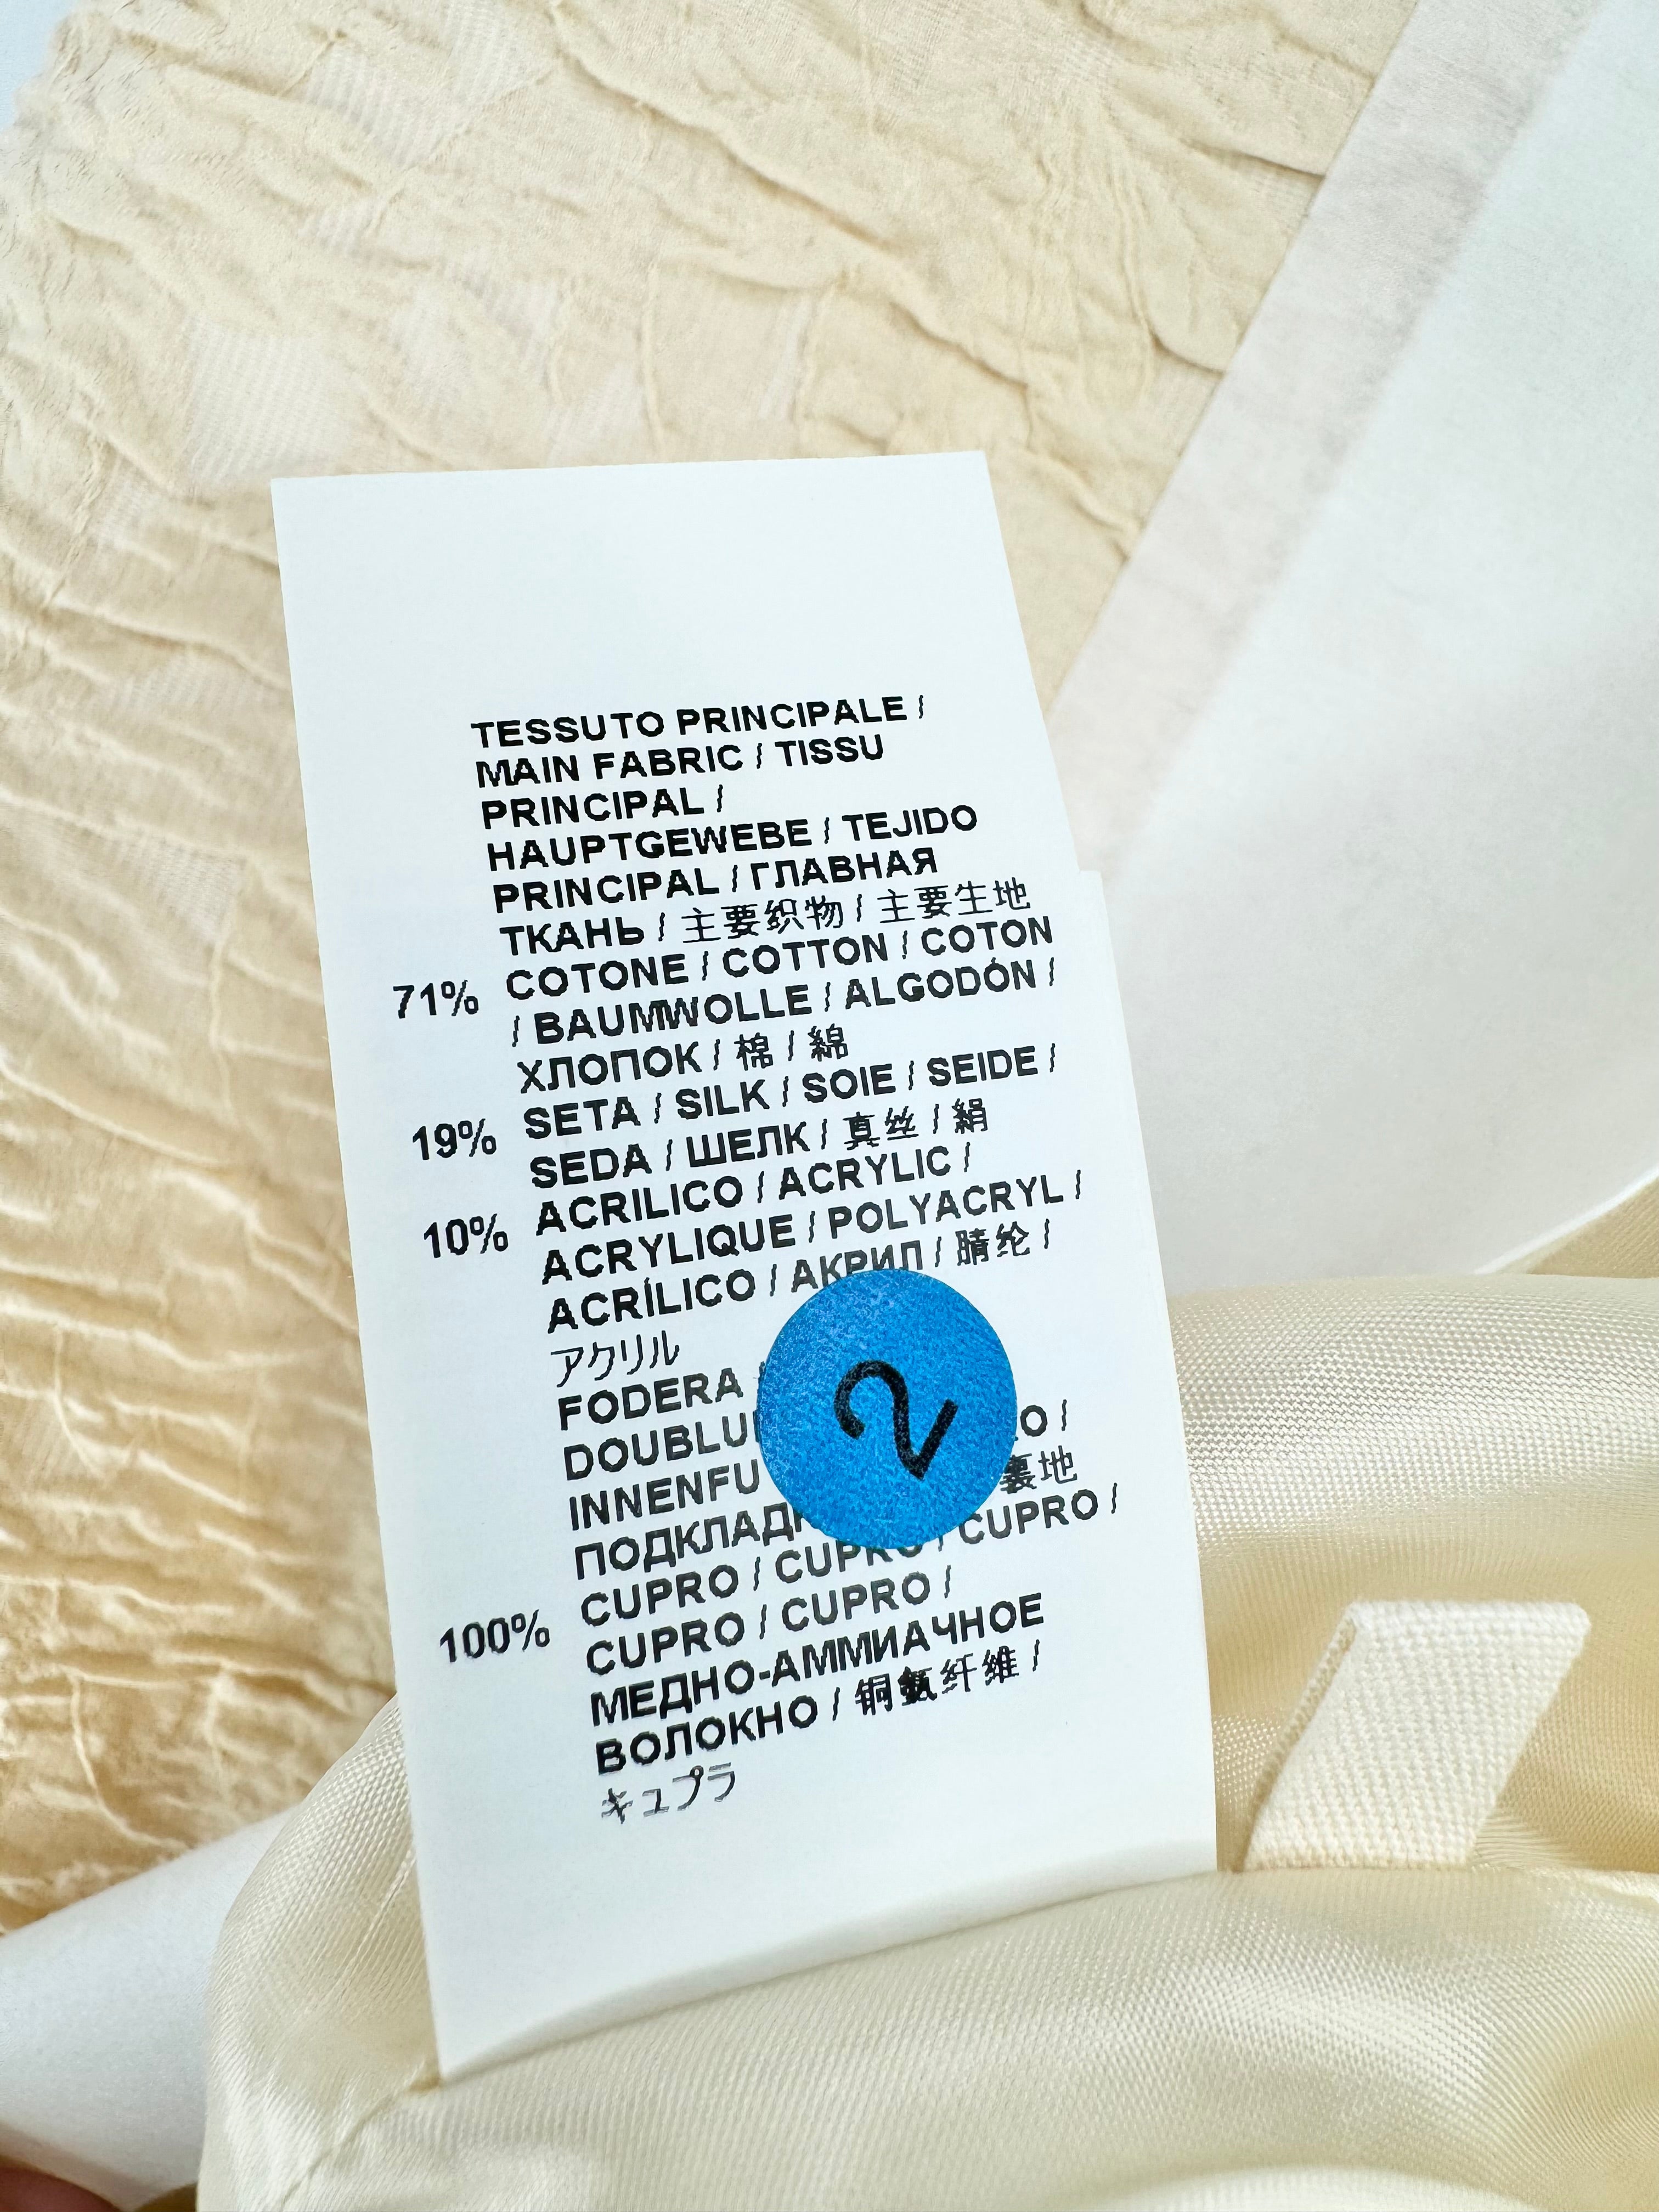 TESSUTO PRINCIPALE /
MAIN FABRIC / TISSU
PRINCIPAL /
HAUPTGEWEBE / TEJIDO
PRINCIPAL / ГЛАВНАЯ
ТКАНЬ / 主要织物 / 主要生地
71% COTONE / COTTON / COTON
/ BAUMWOLLE / ALGODÓN /
ХЛОПОК / 棉 / 綿
19% SETA / SILK / SOIE / SEIDE /
SEDA / ШЕЛК / 真丝 / 絹
10% ACRILICO / ACRYLIC /
ACRYLIQUE / POLYACRYL /
ACRÍLICO / АКРИЛ / 腈纶 /
アクリル
FODERA
2
裏地
100% CUPRO / CUPRO / CUPRO /
CUPRO / CUPRO /
МЕДНО-АММИАЧНОЕ
ВОЛОКНО / 铜氨纤维 /
キュプラ